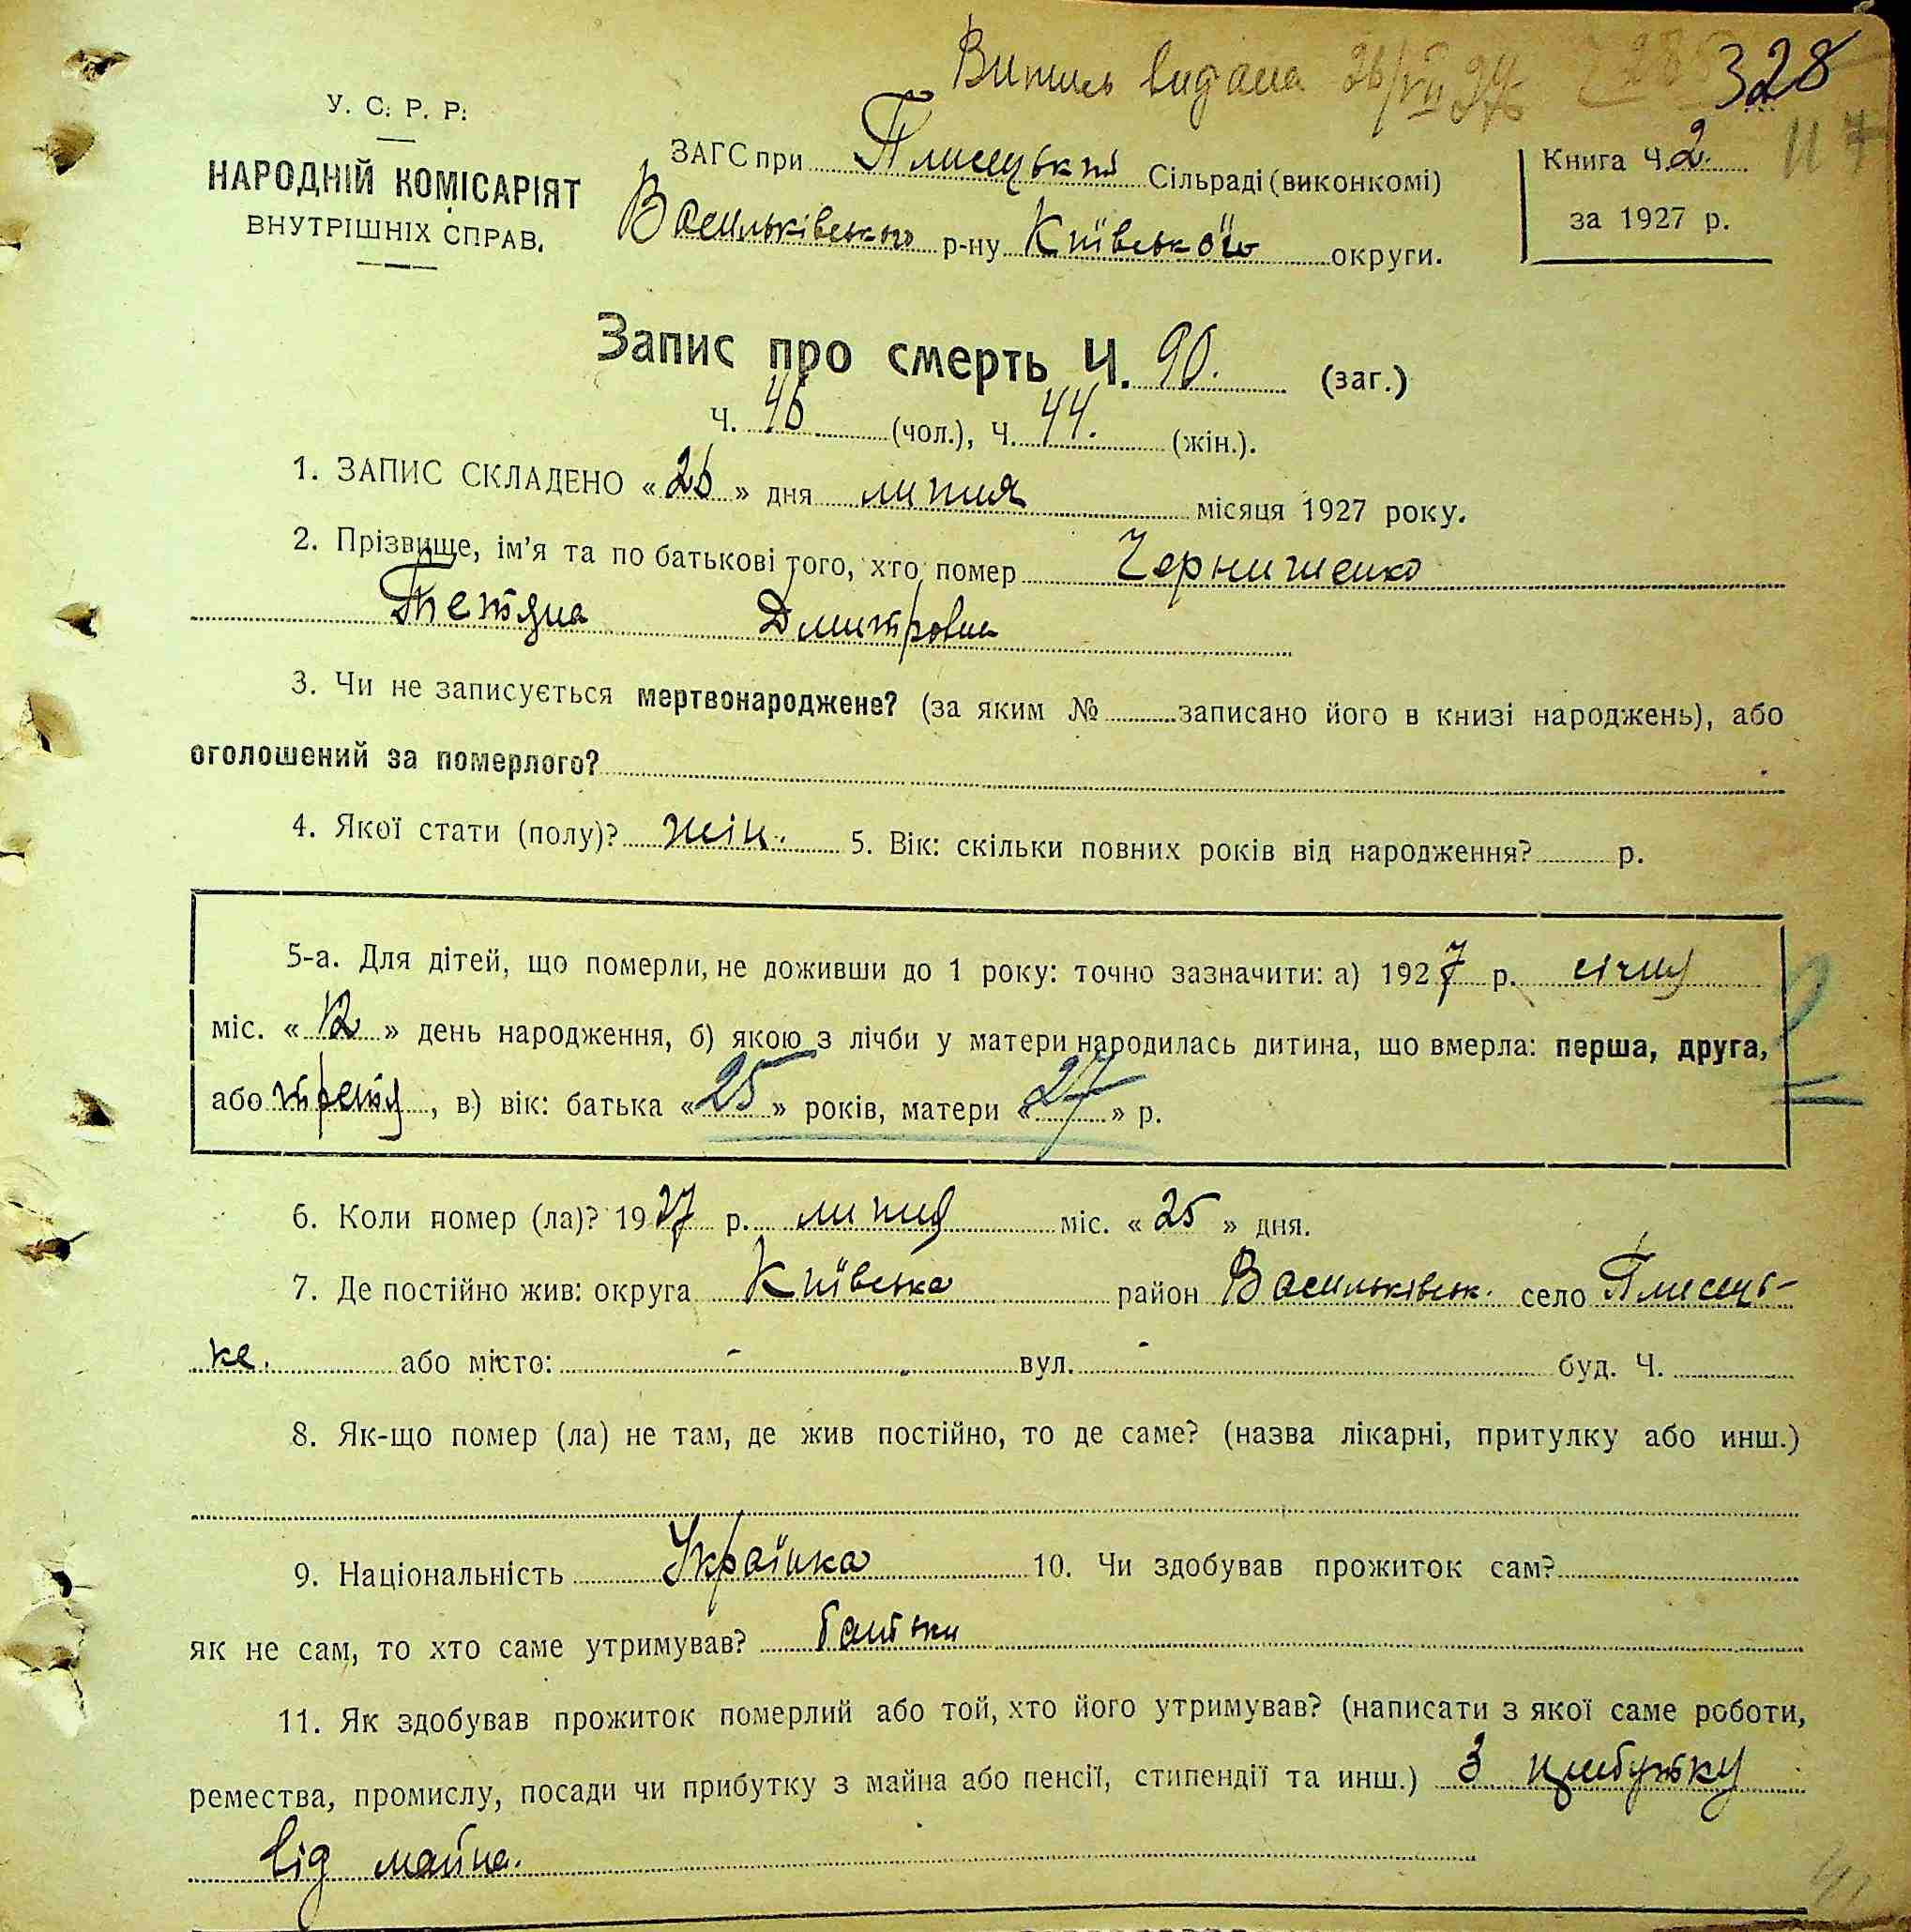 Випись видана 26/VII 27 328
117
У. С. Р. Р.
НАРОДНІЙ КОМІСАРІЯТ
ВНУТРІШНІХ СПРАВ.
ЗАГС при Плисецький Сільраді (виконкомі)
Васильківського р-ну Київської округи.
Книга Ч. 2.
за 1927 р.
Запис про смерть Ч. 90. (заг.)
Ч. 46 (чол.), Ч. 44. (жін.).
1. ЗАПИС СКЛАДЕНО « 26 » дня липня місяця 1927 року.
2. Прізвище, ім’я та по батькові того, хто помер Чернишенко
Тетяна Дмитровна
3. Чи не записується мертвонароджене? (за яким № записано його в книзі народжень), або
оголошений за померлого?
4. Якої стати (полу)? жін. 5. Вік: скільки повних років від народження? р.
5-а. Для дітей, що померли, не доживши до 1 року: точно зазначити: а) 1927 р. січня
міс. « 12 » день народження, б) якою з лічби у матери народилась дитина, що вмерла: перша, друга,
або третя, в) вік: батька « 25 » років, матери « 27 » р.
6. Коли помер (ла)? 1927 р. липня міс. « 25 » дня.
7. Де постійно жив: округа Київська район Васильківськ. село Плисець-
ке. або місто: - вул. - буд. Ч.
8. Як-що помер (ла) не там, де жив постійно, то де саме? (назва лікарні, притулку або инш.)
9. Національність Українка 10. Чи здобував прожиток сам?
як не сам, то хто саме утримував? батьки
11. Як здобував прожиток померлий або той, хто його утримував? (написати з якої саме роботи,
ремества, промислу, посади чи прибутку з майна або пенсії, стипендії та инш.) З прибутку
від майна.